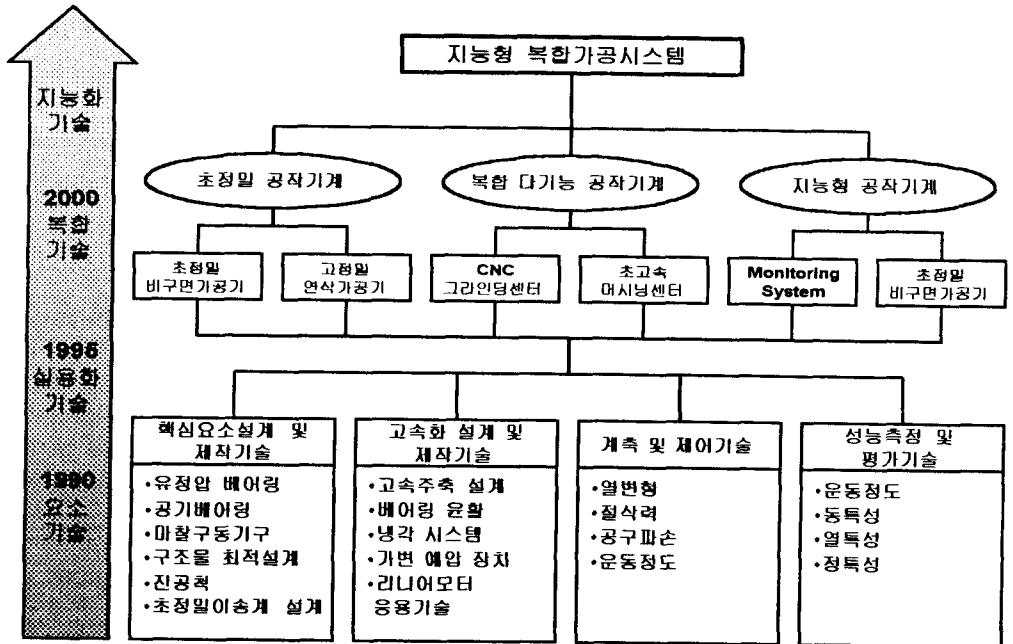 지능형 복합가공시스템
지능화
기술
2000
복합
기술
1995
실용화
기술
1990
요소
기술
초정밀 공작기계
복합 다기능 공작기계
지능형 공작기계
초정밀
비구면가공기
고정밀
연삭가공기
CNC
그라인딩센터
초고속
머시닝센터
Monitoring
System
초정밀
비구면가공기
핵심요소설계 및
제작기술
•유정압 베어링
•공기베어링
•마찰구동기구
•구조물 최적설계
•진공척
•초정밀이송계 설계
고속화 설계 및
제작기술
•고속주축 설계
•베어링 윤활
•냉각 시스템
•가변 예압 장치
•리니어모터
응용기술
계측 및 제어기술
•열변형
•절삭력
•공구파손
•운동정도
성능측정 및
평가기술
•운동정도
•동특성
•열특성
•정특성